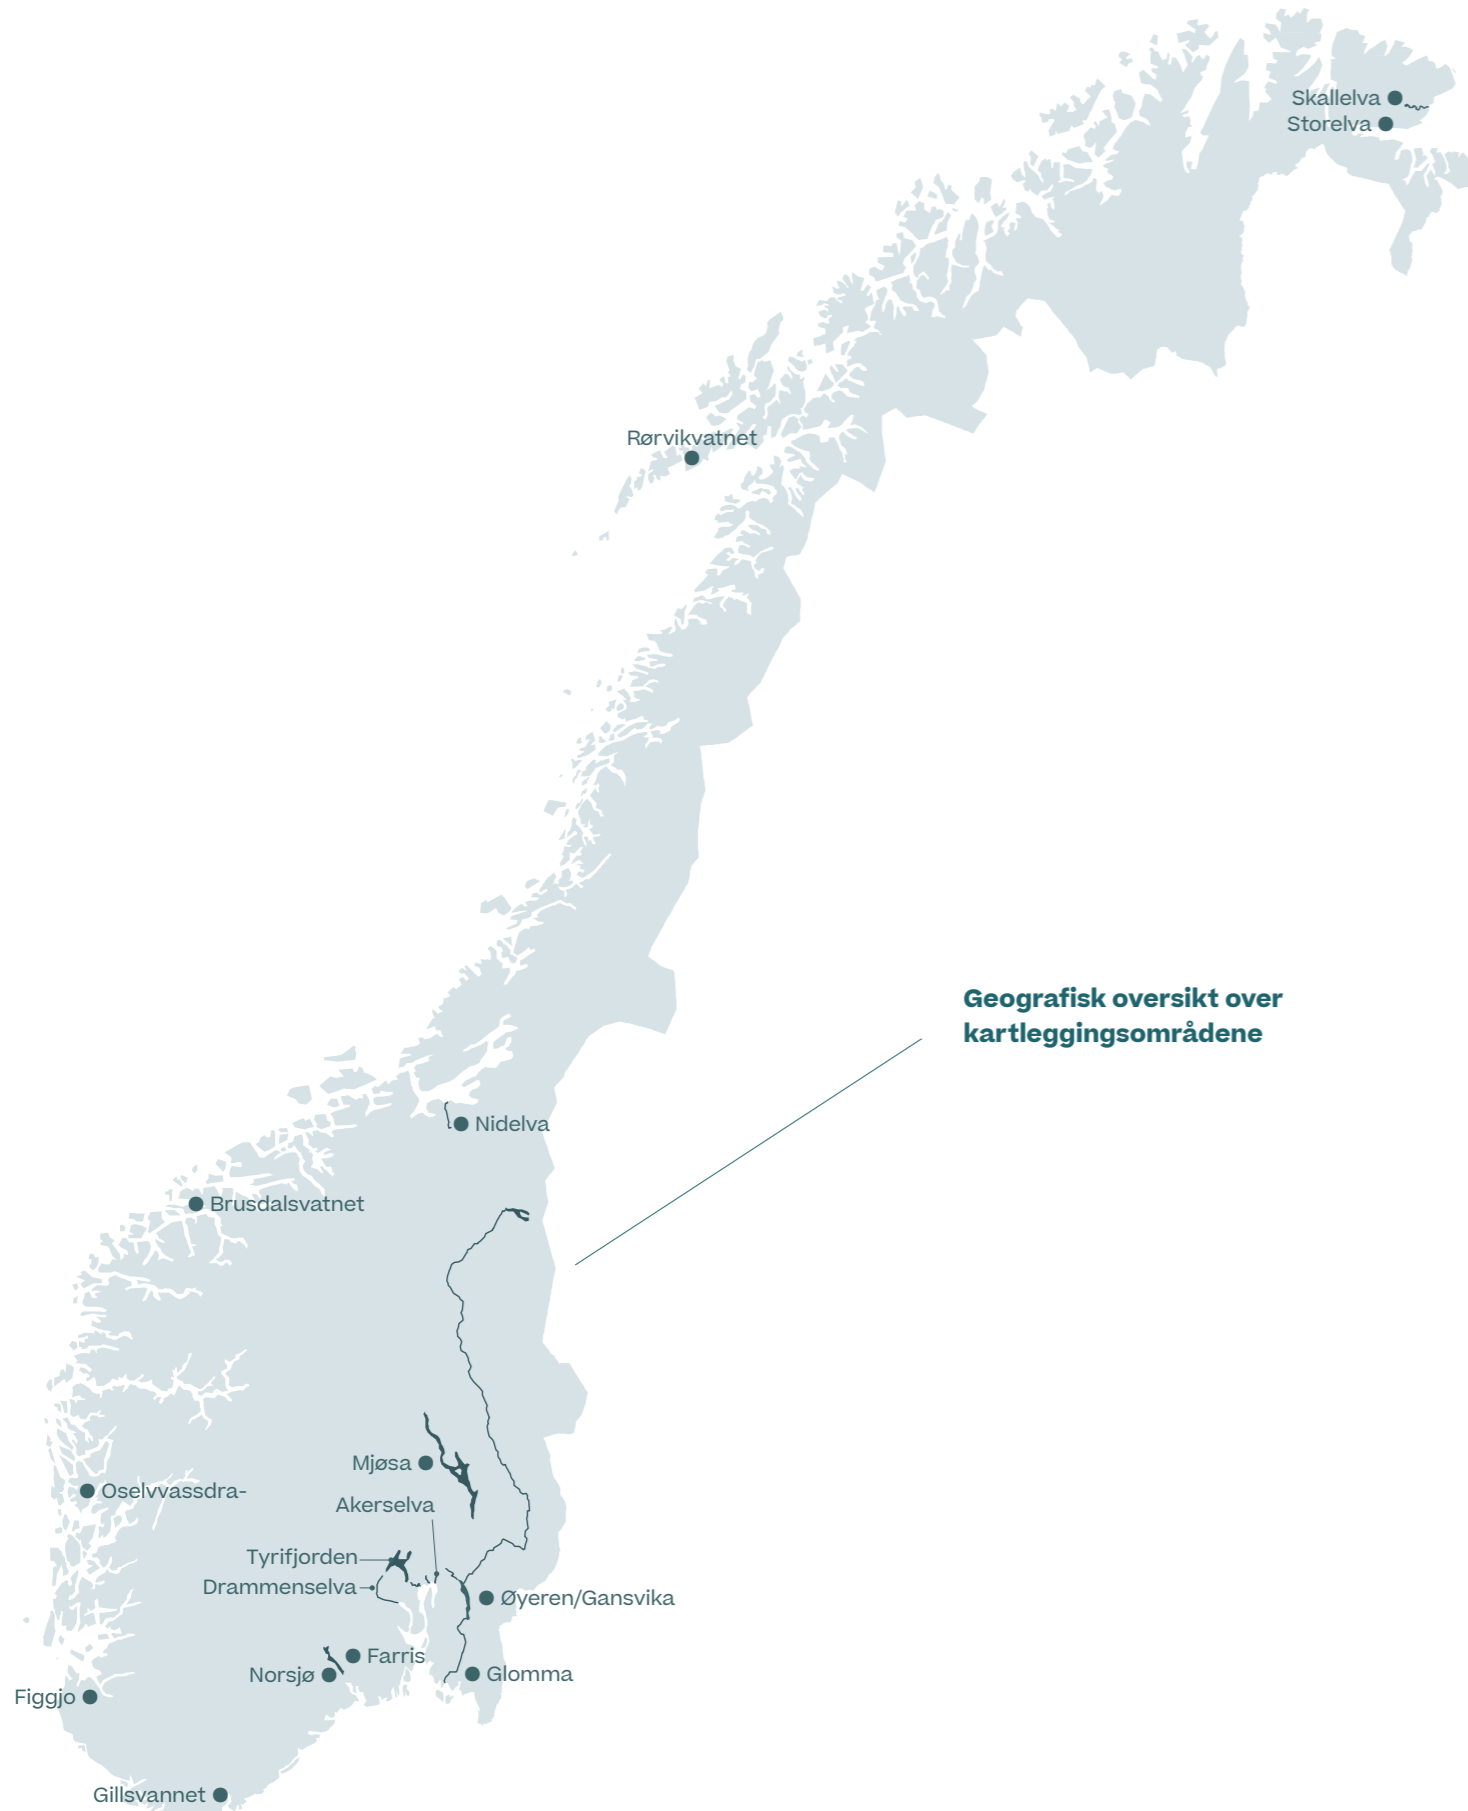 Skallelva
Storelva
Rørvikvatnet
Geografisk oversikt over
kartleggingsområdene
Nidelva
Brusdalsvatnet
Mjøsa
Oselvvassdra-
Akerselva
Tyrifjorden
Drammenselva
Øyeren/Gansvika
Farris
Norsjø
Glomma
Figgjo
Gillsvannet